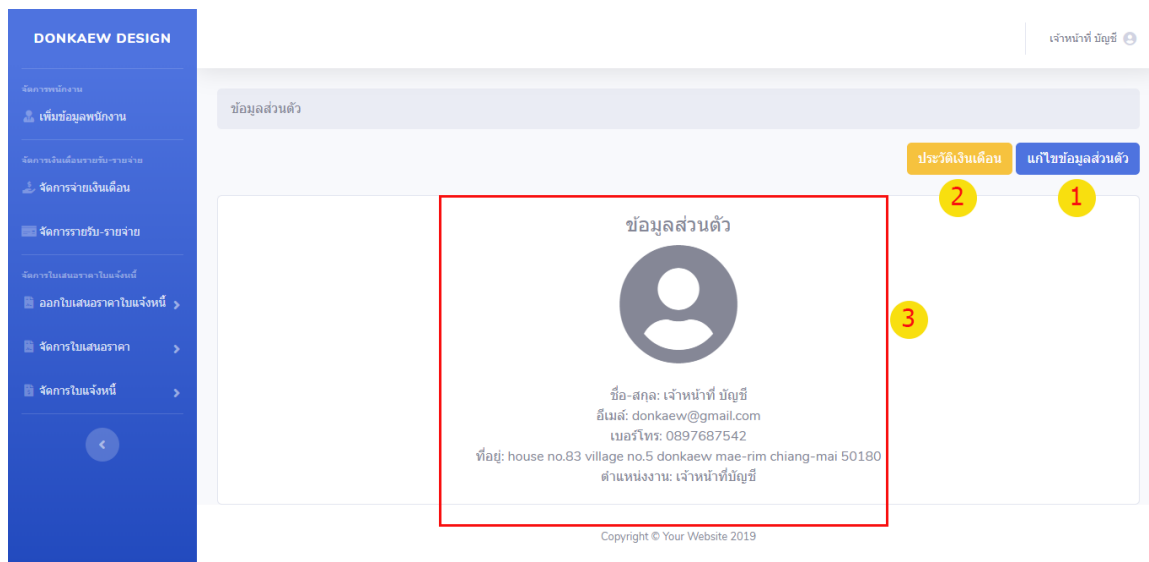 DONKAEW DESIGN
เจ้าหน้าที่ บัญชี
จัดการพนักงาน
เพิ่มข้อมูลพนักงาน
จัดการเงินเดือนรายรับ-รายจ่าย
จัดการจ่ายเงินเดือน
จัดการรายรับ-รายจ่าย
จัดการใบเสนอราคาใบแจ้งหนี้
ออกใบเสนอราคาใบแจ้งหนี้
จัดการใบเสนอราคา
จัดการใบแจ้งหนี้
ข้อมูลส่วนตัว
ประวัติเงินเดือน
แก้ไขข้อมูลส่วนตัว
2
1
ข้อมูลส่วนตัว
3
ชื่อ-สกุล: เจ้าหน้าที่ บัญชี
อีเมล์: donkaew@gmail.com
เบอร์โทร: 0897687542
ที่อยู่: house no.83 village no.5 donkaew mae-rim chiang-mai 50180
ตำแหน่งงาน: เจ้าหน้าที่บัญชี
Copyright © Your Website 2019